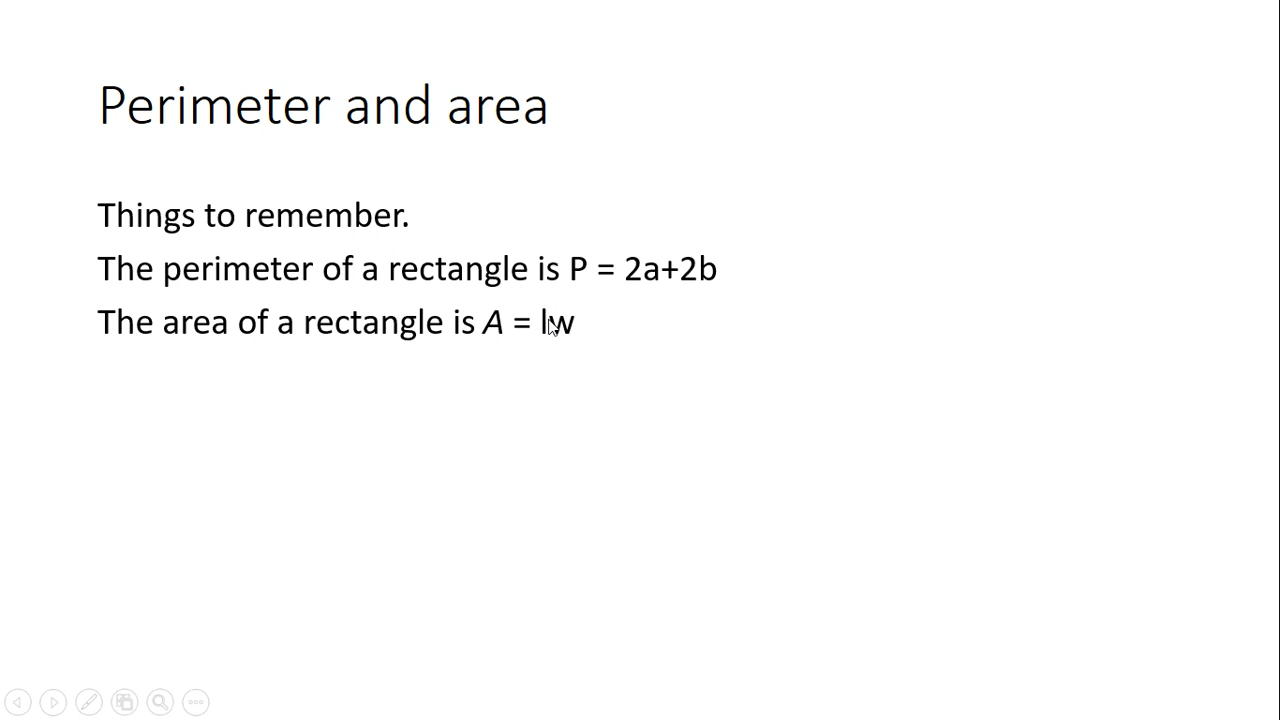 Perimeter and area
Things to remember.
The perimeter of a rectangle is P = 2a+2b
The area of a rectangle is A = lw